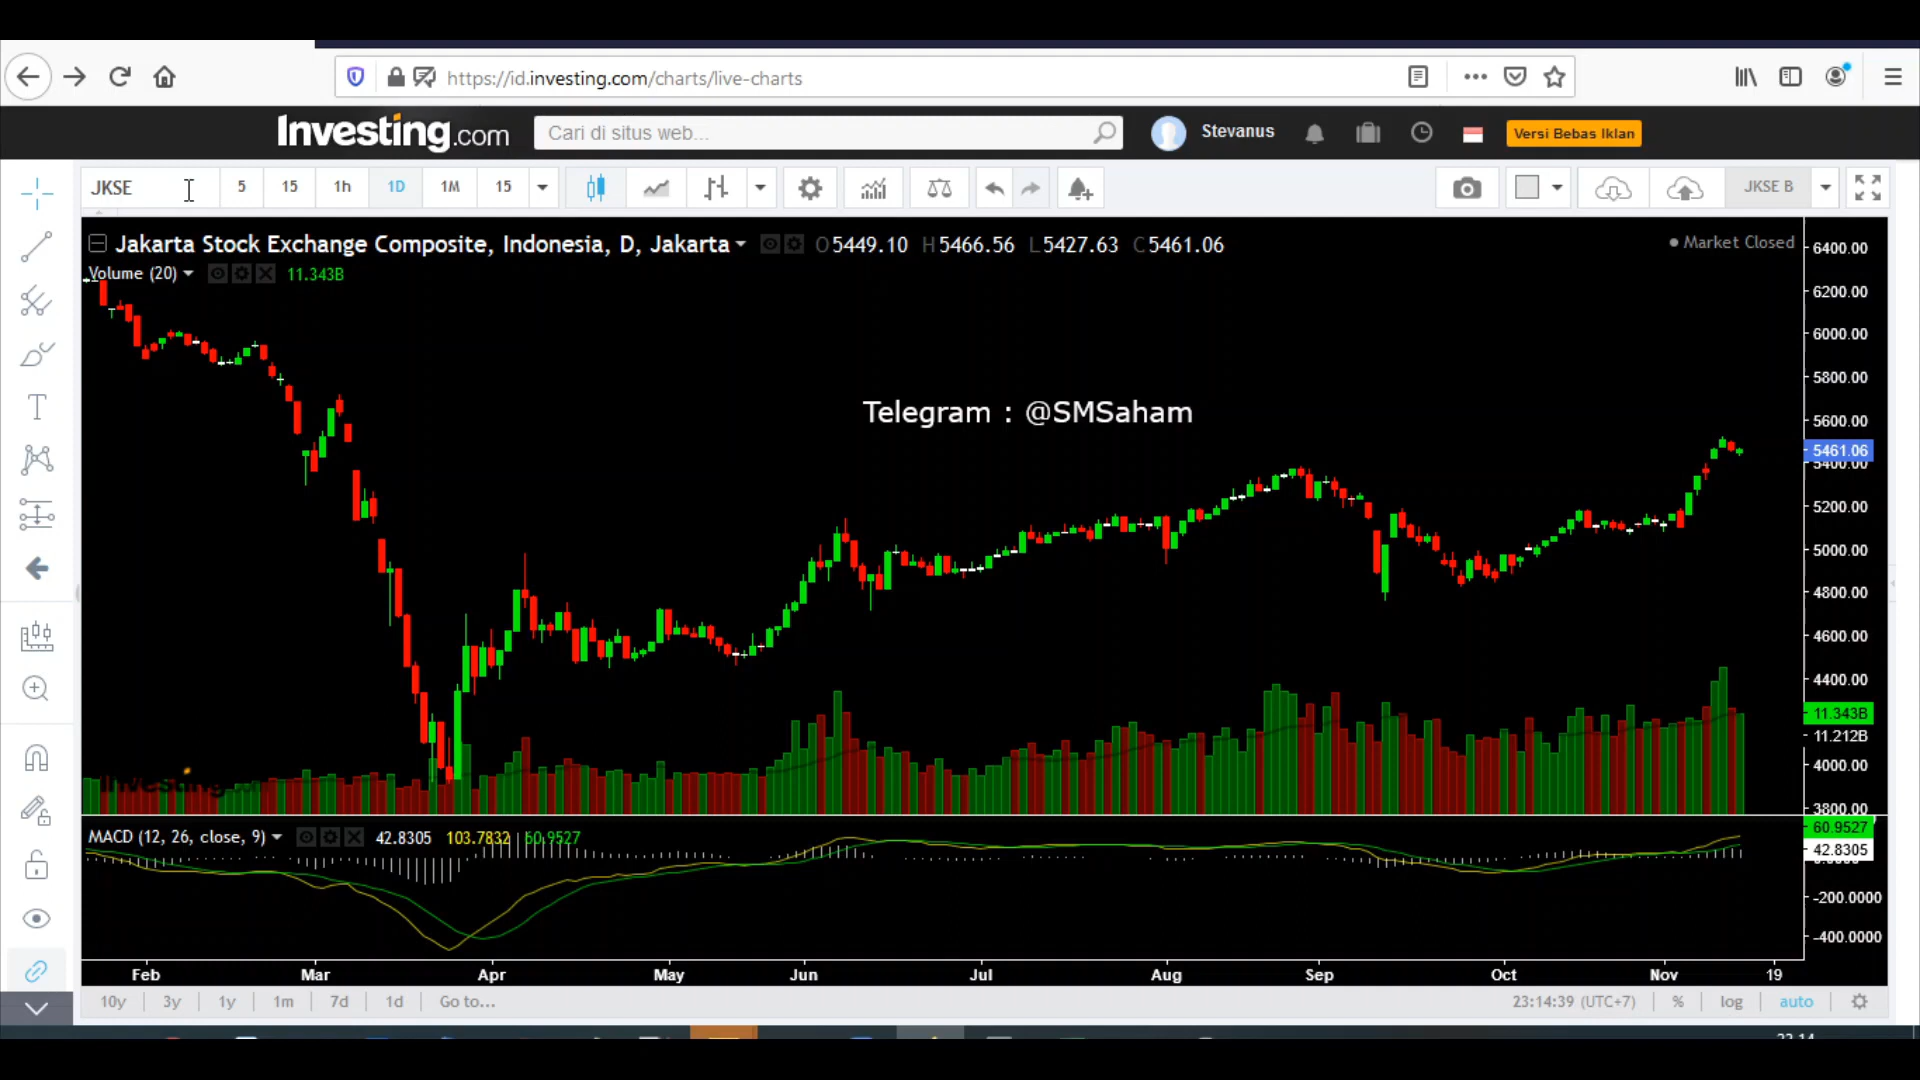 https://id.investing.com/charts/live-charts
Investing.com
Cari di situs web...
Stevanus
Versi Bebas Iklan
JKSE 5 15 1h 1D 1M 15
JKSE B
Jakarta Stock Exchange Composite, Indonesia, D, Jakarta O5449.10 H5466.56 L5427.63 C5461.06
Market Closed
Volume (20) 11.343B
Telegram : @SMSaham
6400.00
6200.00
6000.00
5800.00
5600.00
5461.06
5400.00
5200.00
5000.00
4800.00
4600.00
4400.00
11.343B
11.212B
4000.00
3800.00
Investing
MACD (12, 26, close, 9) 42.8305 103.7832 60.9527
60.9527
42.8305
-200.0000
-400.0000
Feb Mar Apr May Jun Jul Aug Sep Oct Nov 19
10y 3y 1y 1m 7d 1d Go to...
23:14:39 (UTC+7) % log auto